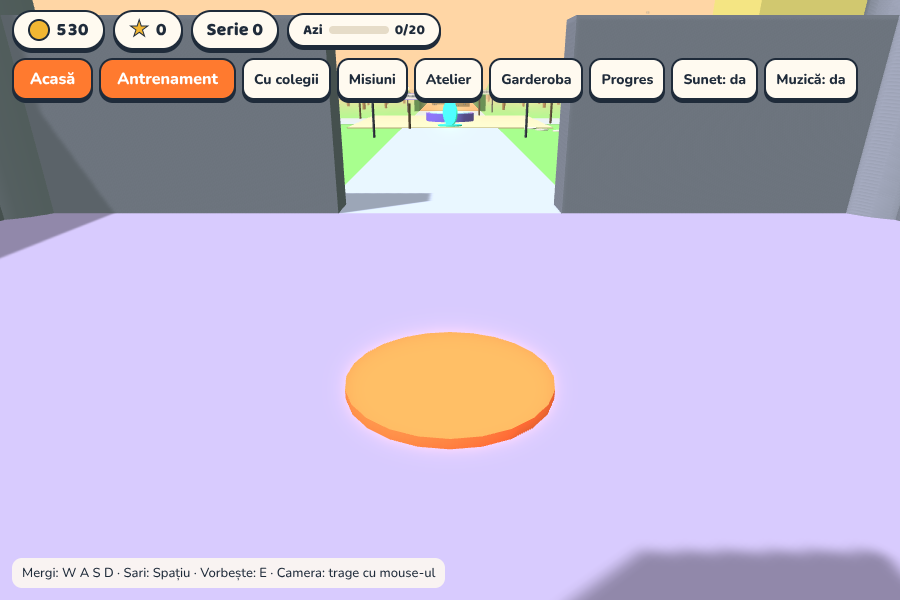 530
0
Serie 0
Azi 0/20
Acasă
Antrenament
Cu colegii
Misiuni
Atelier
Garderoba
Progres
Sunet: da
Muzică: da
Mergi: W A S D · Sari: Spațiu · Vorbește: E · Camera: trage cu mouse-ul